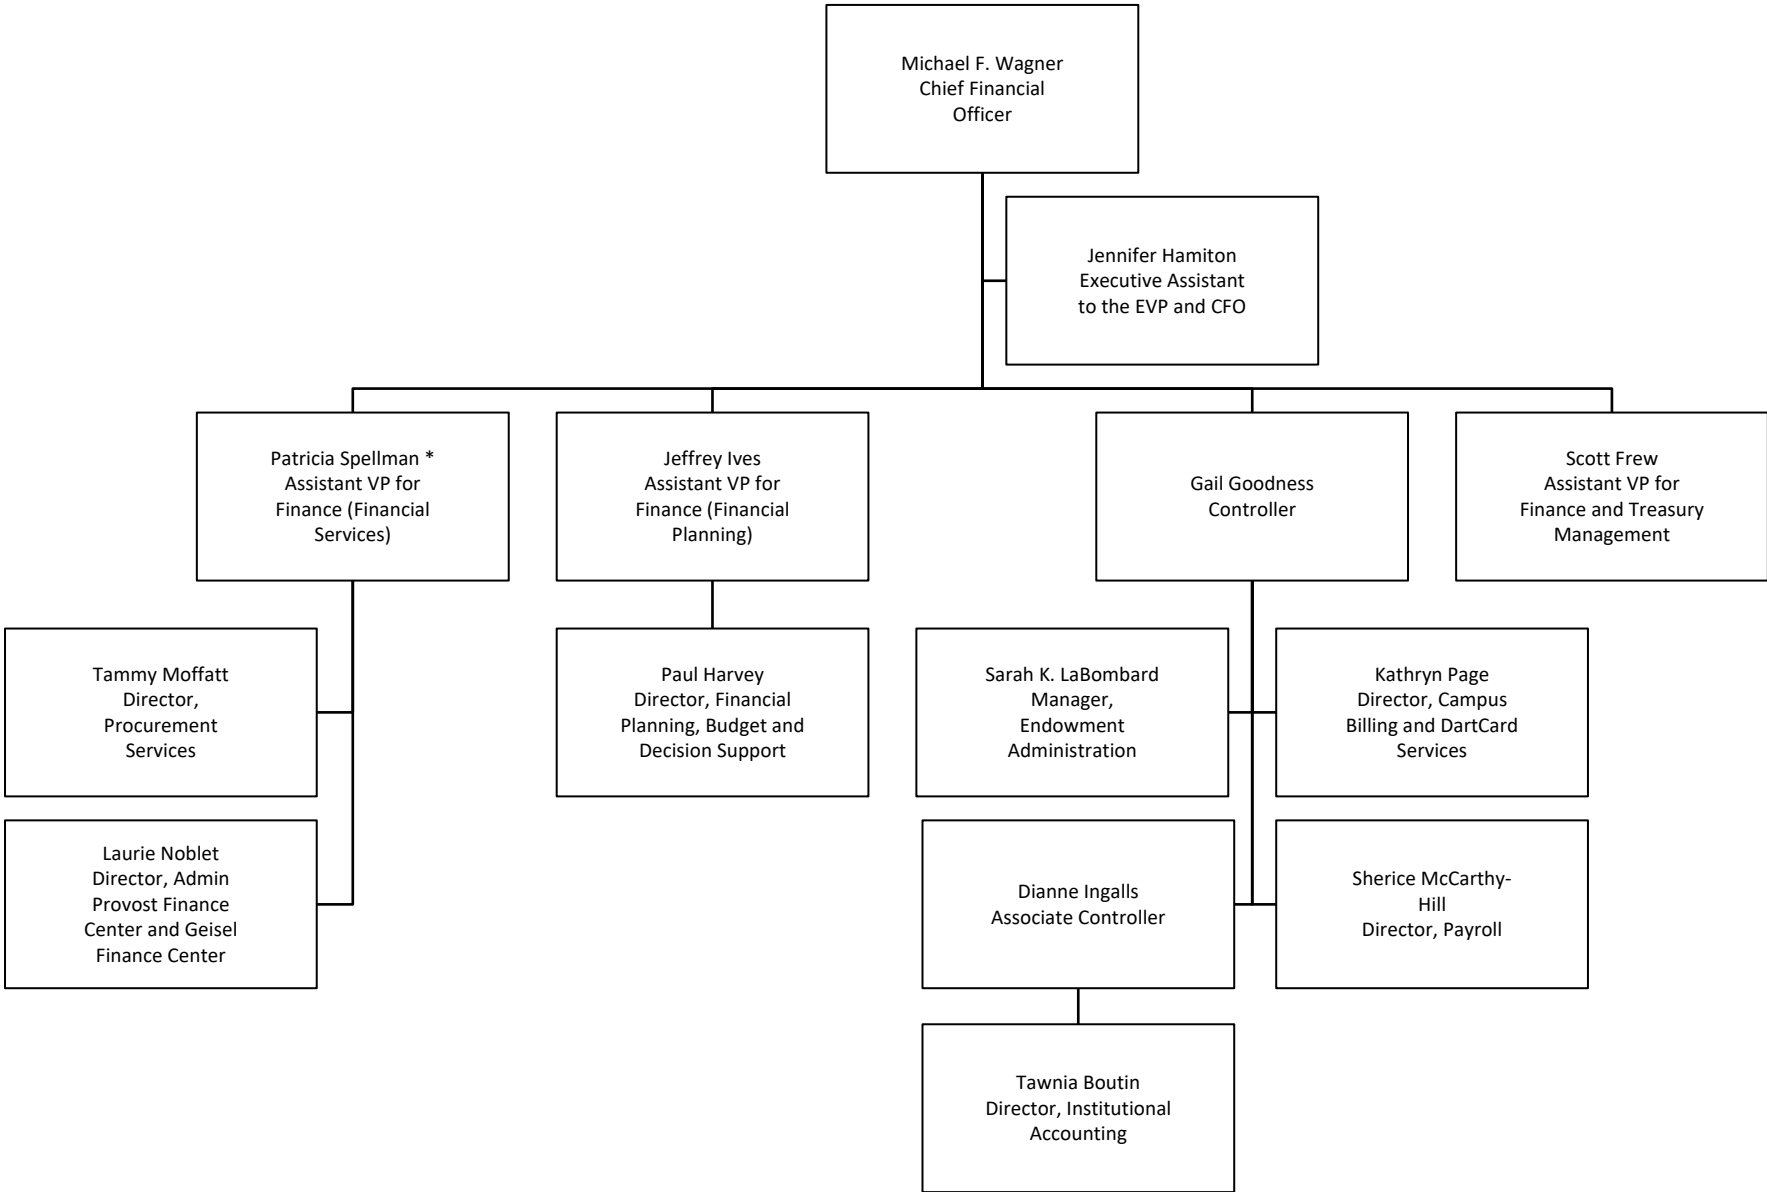 Michael F. Wagner
Chief Financial
Officer
Jennifer Hamiton
Executive Assistant
to the EVP and CFO
Patricia Spellman *
Assistant VP for
Finance (Financial
Services)
Jeffrey Ives
Assistant VP for
Finance (Financial
Planning)
Gail Goodness
Controller
Scott Frew
Assistant VP for
Finance and Treasury
Management
Tammy Moffatt
Director,
Procurement
Services
Paul Harvey
Director, Financial
Planning, Budget and
Decision Support
Sarah K. LaBombard
Manager,
Endowment
Administration
Kathryn Page
Director, Campus
Billing and DartCard
Services
Laurie Noblet
Director, Admin
Provost Finance
Center and Geisel
Finance Center
Dianne Ingalls
Associate Controller
Sherice McCarthy-
Hill
Director, Payroll
Tawnia Boutin
Director, Institutional
Accounting